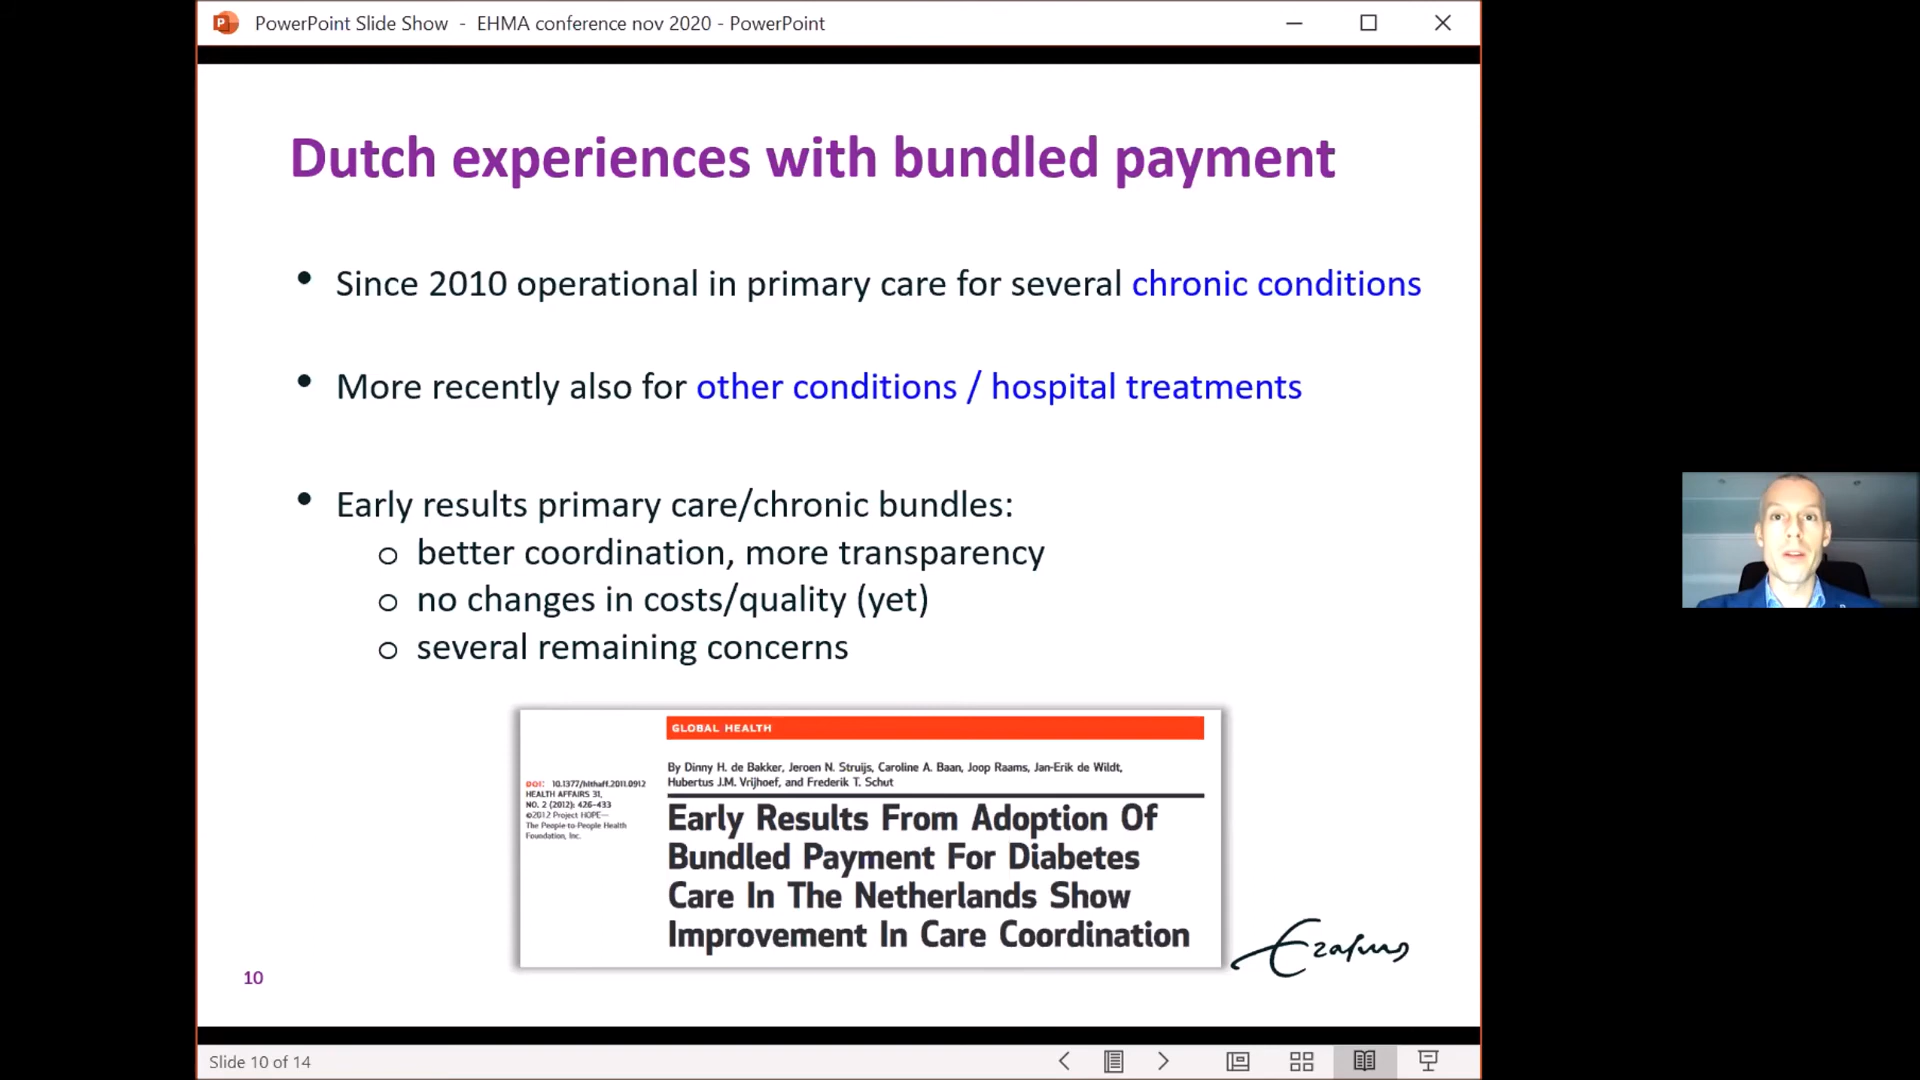 PowerPoint Slide Show - EHMA conference nov 2020 - PowerPoint
Dutch experiences with bundled payment
• Since 2010 operational in primary care for several chronic conditions
• More recently also for other conditions / hospital treatments
• Early results primary care/chronic bundles:
o better coordination, more transparency
o no changes in costs/quality (yet)
o several remaining concerns
GLOBAL HEALTH
By Dinny H. de Bakker, Jeroen N. Struijs, Caroline A. Baan, Joop Raams, Jan-Erik de Wildt,
Hubertus J.M. Vrijhoef, and Frederik T. Schut
DOI: 10.1377/hlthaff.2011.0912
HEALTH AFFAIRS 31,
NO. 2 (2012): 426–433
©2012 Project HOPE—
The People-to-People Health
Foundation, Inc.
Early Results From Adoption Of
Bundled Payment For Diabetes
Care In The Netherlands Show
Improvement In Care Coordination
Erasmus
10
Slide 10 of 14